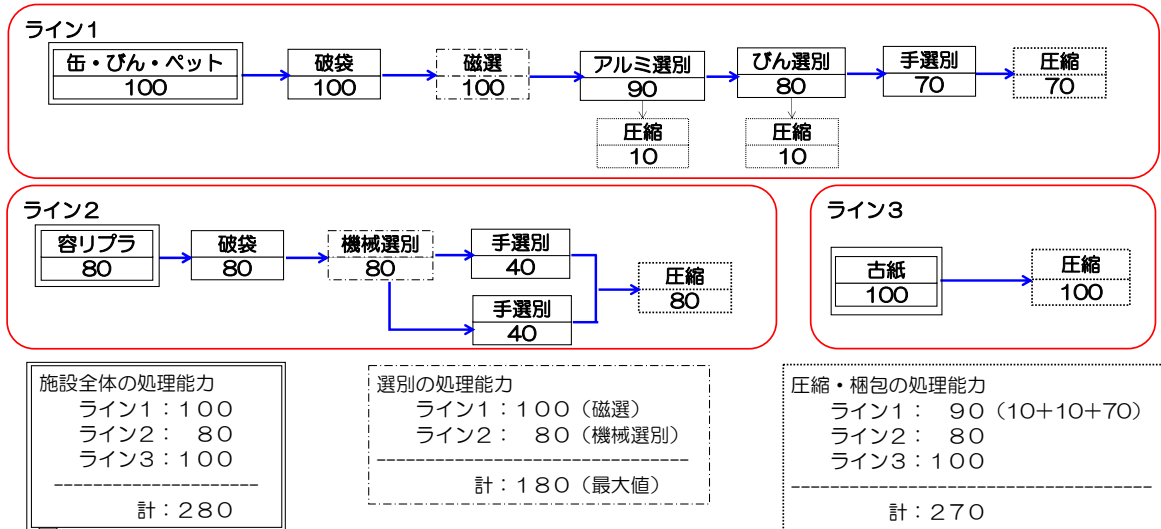 ライン１
缶・びん・ペット
１００
破袋
１００
磁選
１００
アルミ選別
９０
びん選別
８０
手選別
７０
圧縮
７０
圧縮
１０
圧縮
１０
ライン２
容リプラ
８０
破袋
８０
機械選別
８０
手選別
４０
手選別
４０
圧縮
８０
ライン３
古紙
１００
圧縮
１００
施設全体の処理能力
ライン１：１００
ライン２：　８０
ライン３：１００
計：２８０
選別の処理能力
ライン１：１００（磁選）
ライン２：　８０（機械選別）
計：１８０（最大値）
圧縮・梱包の処理能力
ライン１：　９０（10＋10＋70）
ライン２：　８０
ライン３：１００
計：２７０